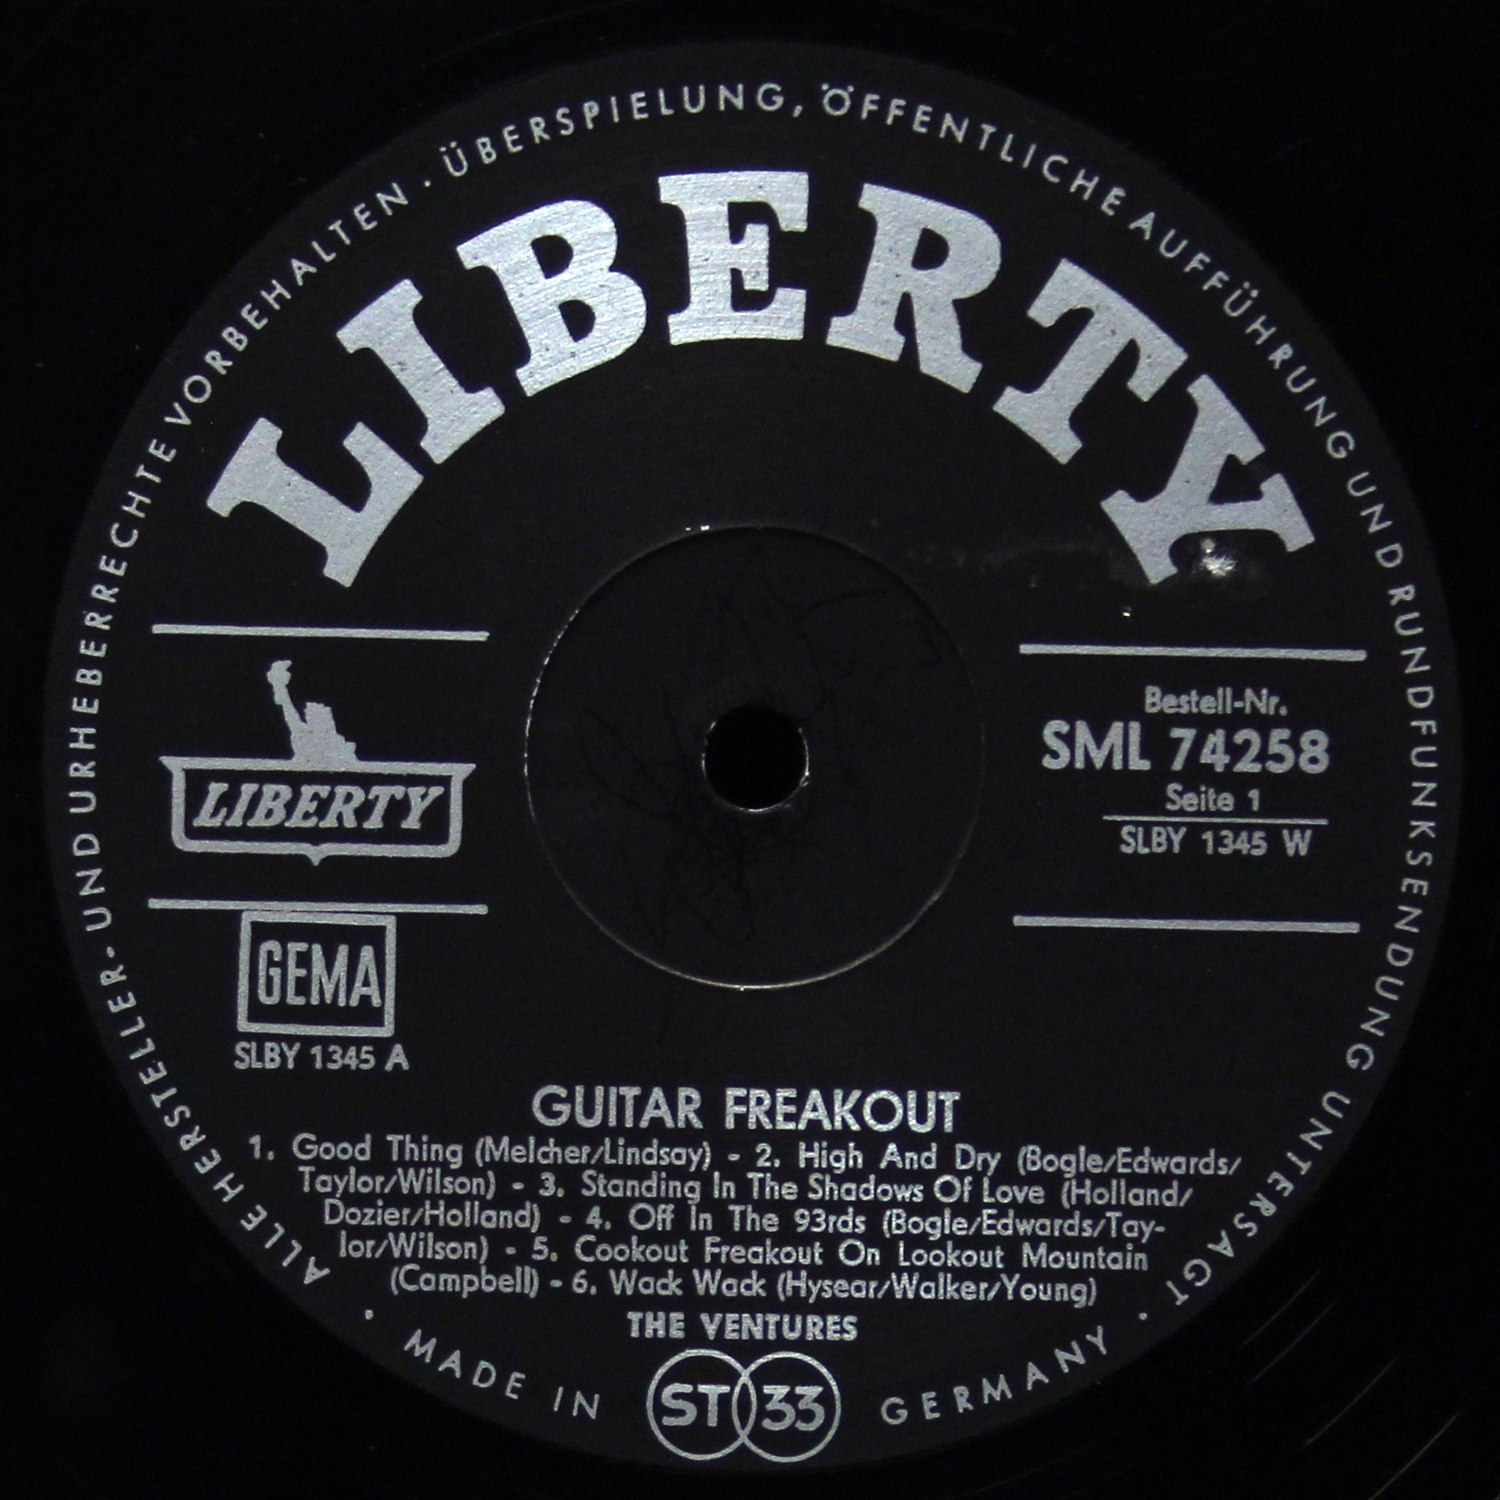 ALLE HERSTELLER- UND URHEBERRECHTE VORBEHALTEN · ÜBERSPIELUNG, ÖFFENTLICHE AUFFÜHRUNG UND RUNDFUNKSENDUNG UNTERSAGT ·
LIBERTY
LIBERTY
GEMA
SLBY 1345 A
Bestell-Nr.
SML 74258
Seite 1
SLBY 1345 W
GUITAR FREAKOUT
1. Good Thing (Melcher/Lindsay) - 2. High And Dry (Bogle/Edwards/
Taylor/Wilson) - 3. Standing In The Shadows Of Love (Holland/
Dozier/Holland) - 4. Off In The 93rds (Bogle/Edwards/Tay-
lor/Wilson) - 5. Cookout Freakout On Lookout Mountain
(Campbell) - 6. Wack Wack (Hysear/Walker/Young)
THE VENTURES
· MADE IN GERMANY
ST 33